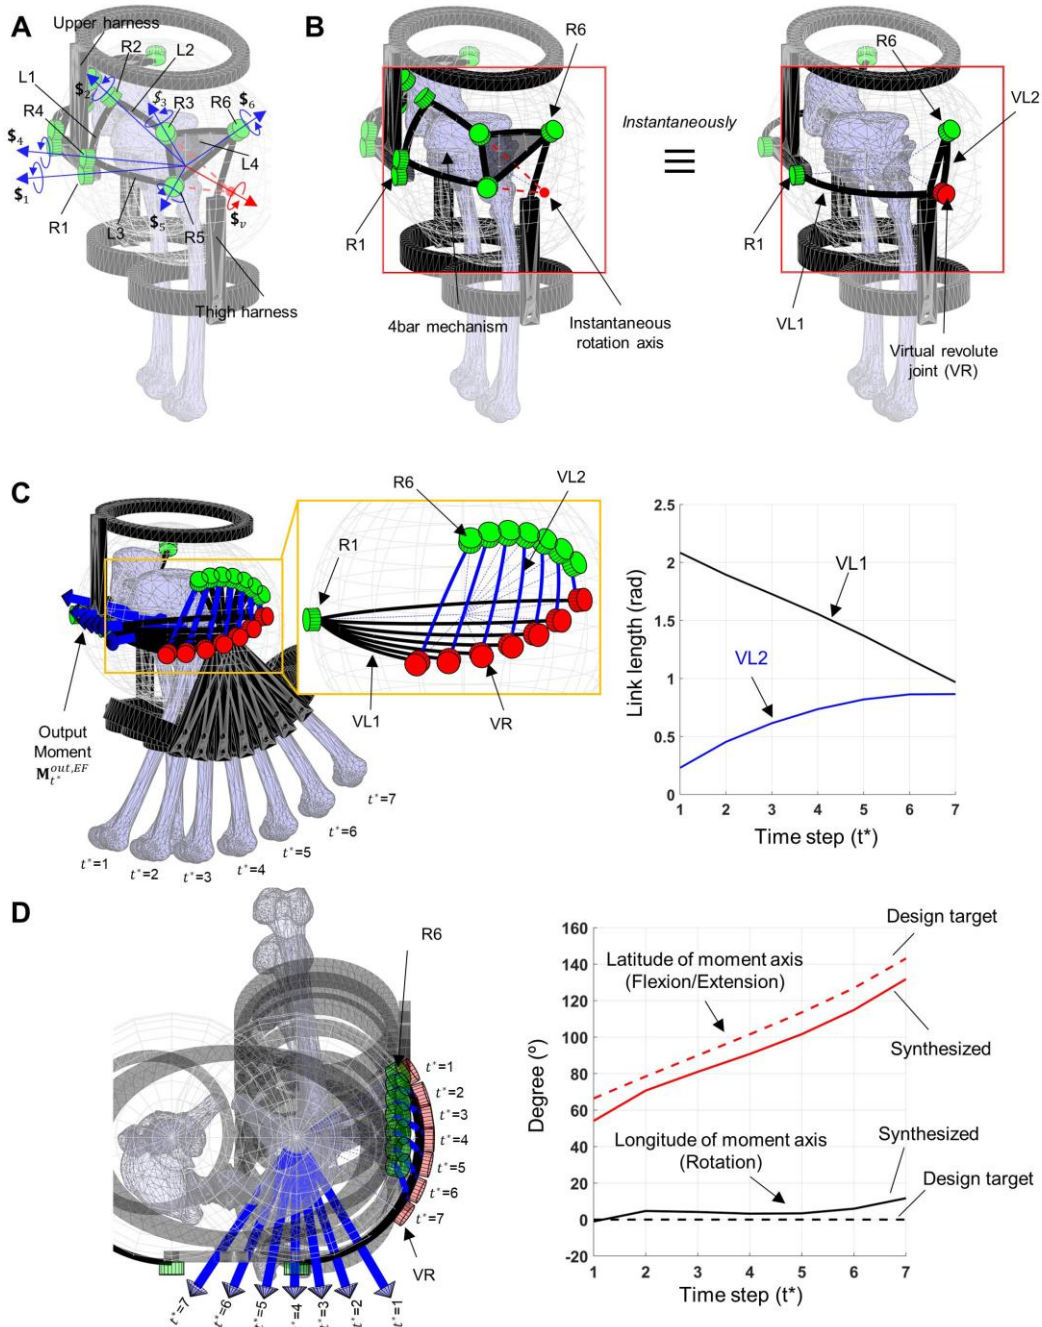 A
Upper harness
R2
L2
L1
$2
$3
R3
R6
$6
R4
$4
L4
$1
R1
L3
$5
R5
$v
Thigh harness
B
R6
R1
4bar mechanism
Instantaneous
rotation axis
Instantaneously
≡
R6
VL2
R1
VL1
Virtual revolute
joint (VR)
C
R6
VL2
R1
VL1
VR
Output
Moment
M_{t*}^{out,EF}
t*=1
t*=2
t*=3
t*=4
t*=5
t*=6
t*=7
Link length (rad)
2.5
2
1.5
1
0.5
0
VL1
VL2
1 2 3 4 5 6 7
Time step (t*)
D
R6
t*=1
t*=2
t*=3
t*=4
t*=5
t*=6
t*=7
VR
t*=7
t*=6
t*=5
t*=4
t*=3
t*=2
t*=1
Degree (º)
160
140
120
100
80
60
40
20
0
-20
Latitude of moment axis
(Flexion/Extension)
Design target
Synthesized
Longitude of moment axis
(Rotation)
Synthesized
Design target
1 2 3 4 5 6 7
Time step (t*)